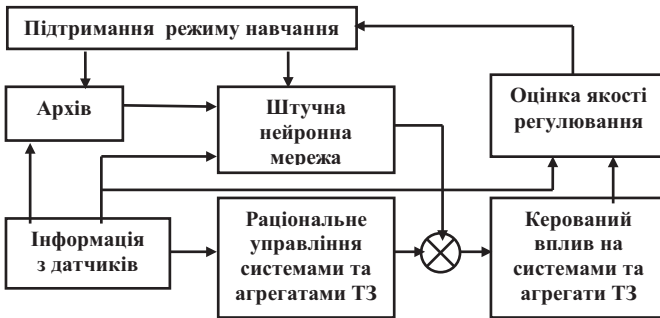 Підтримання режиму навчання
Архів
Штучна
нейронна
мережа
Оцінка якості
регулювання
Інформація
з датчиків
Раціональне
управління
системами та
агрегатами ТЗ
Керований
вплив на
системами та
агрегати ТЗ